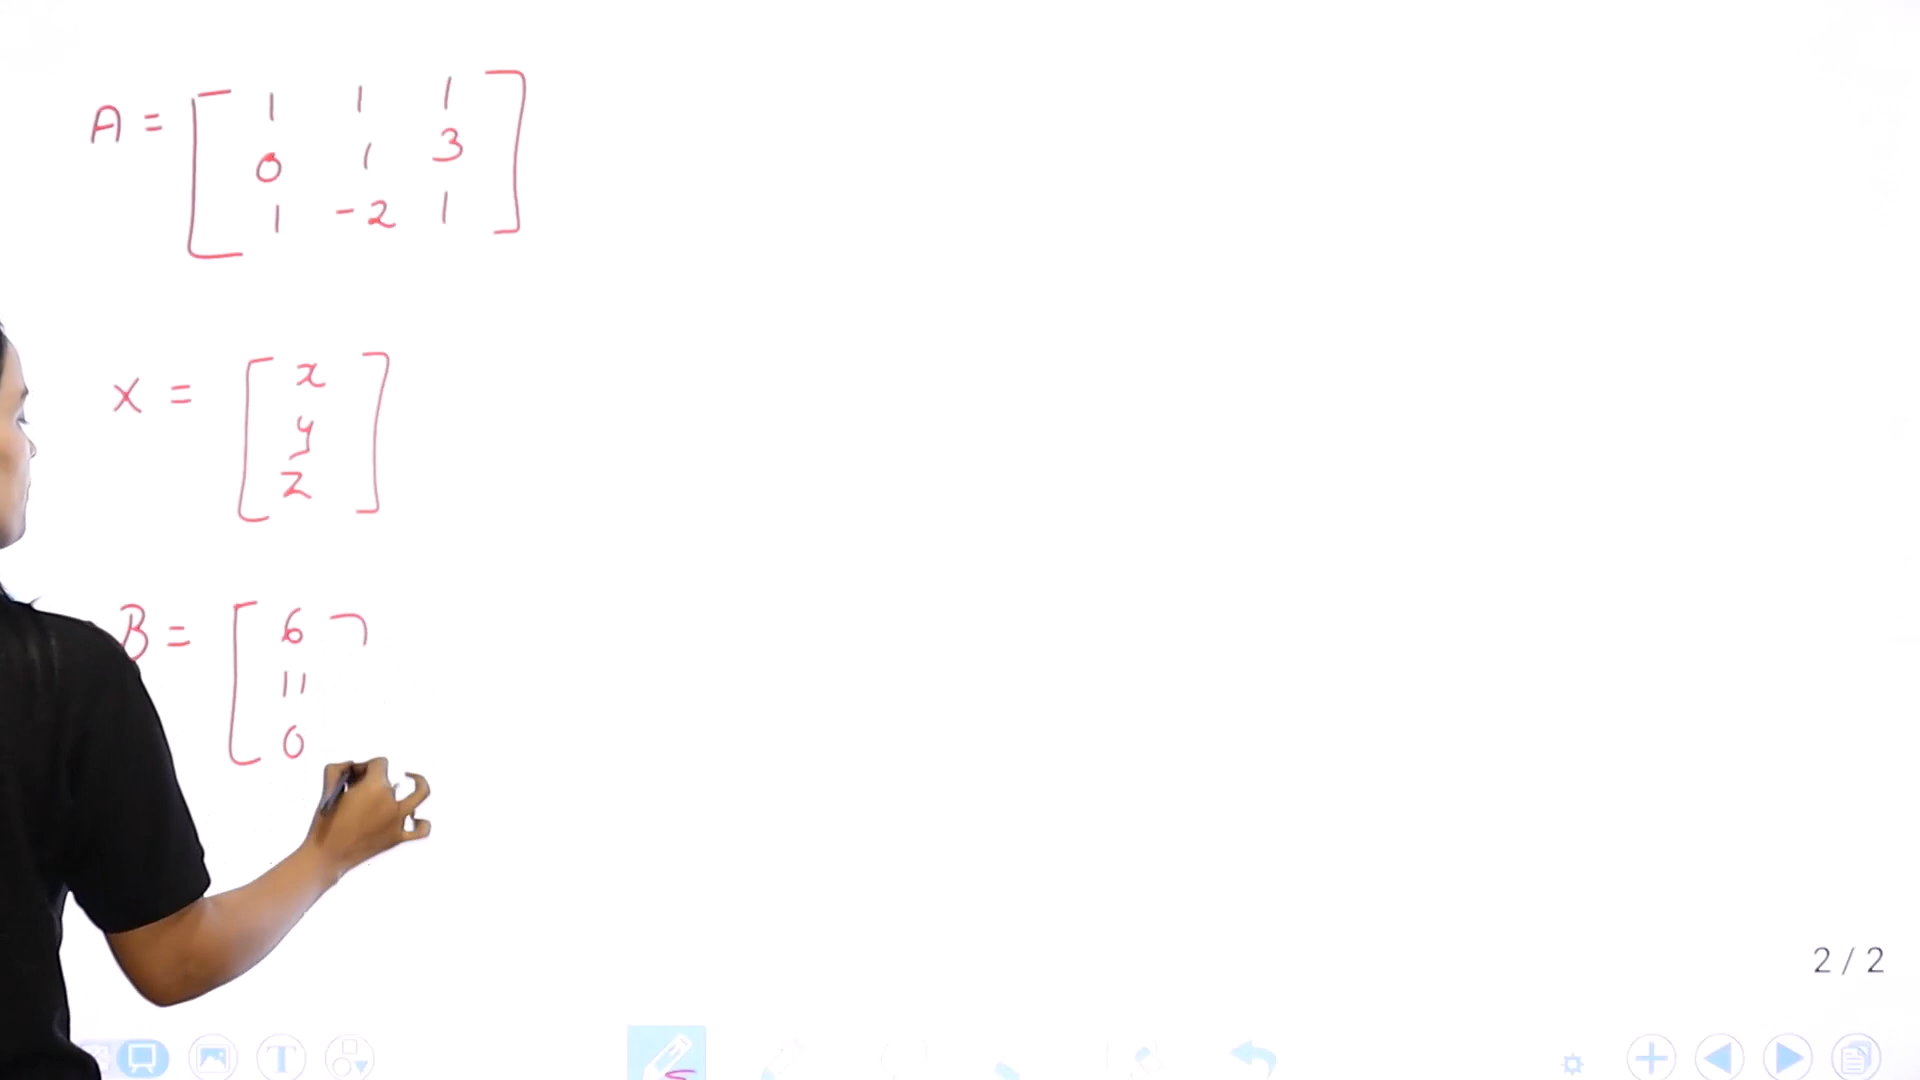 A = [ 1 1 1
0 1 3
1 -2 1 ]
X = [ x
y
z ]
B = [ 6
11
0
2 / 2
T